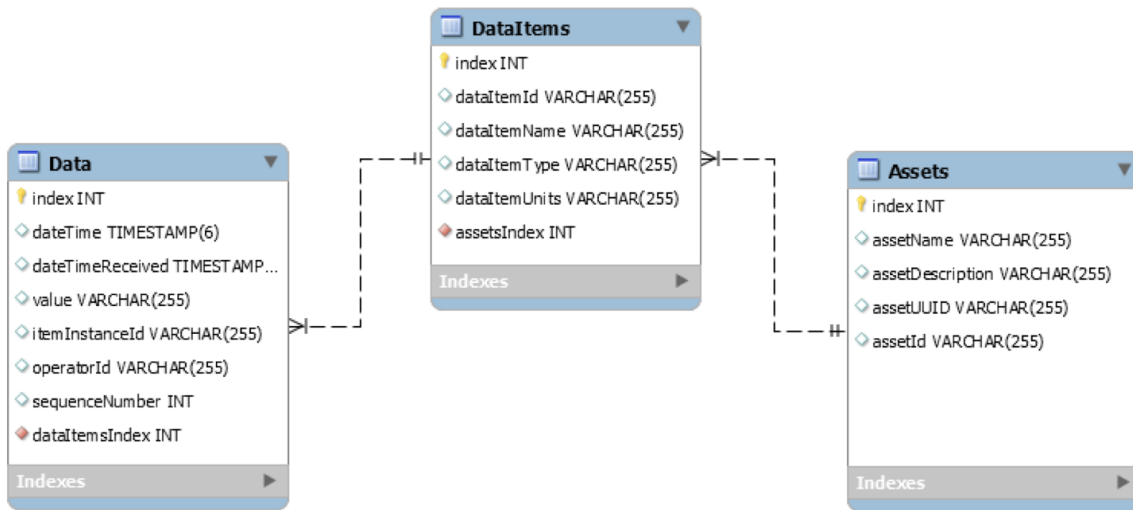 DataItems
index INT
dataItemId VARCHAR(255)
dataItemName VARCHAR(255)
dataItemType VARCHAR(255)
dataItemUnits VARCHAR(255)
assetsIndex INT
Indexes
Data
index INT
dateTime TIMESTAMP(6)
dateTimeReceived TIMESTAMP...
value VARCHAR(255)
itemInstanceId VARCHAR(255)
operatorId VARCHAR(255)
sequenceNumber INT
dataItemsIndex INT
Indexes
Assets
index INT
assetName VARCHAR(255)
assetDescription VARCHAR(255)
assetUUID VARCHAR(255)
assetId VARCHAR(255)
Indexes